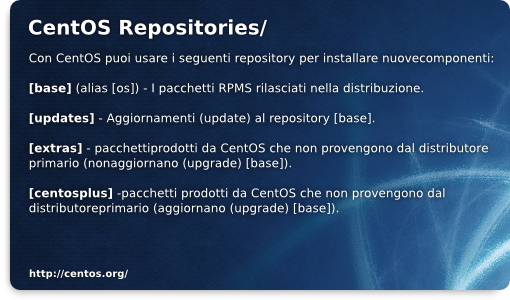 CentOS Repositories/
Con CentOS puoi usare i seguenti repository per installare nuovecomponenti:
[base] (alias [os]) - I pacchetti RPMS rilasciati nella distribuzione.
[updates] - Aggiornamenti (update) al repository [base].
[extras] - pacchettiprodotti da CentOS che non provengono dal distributore
primario (nonaggiornano (upgrade) [base]).
[centosplus] -pacchetti prodotti da CentOS che non provengono dal
distributoreprimario (aggiornano (upgrade) [base]).
http://centos.org/